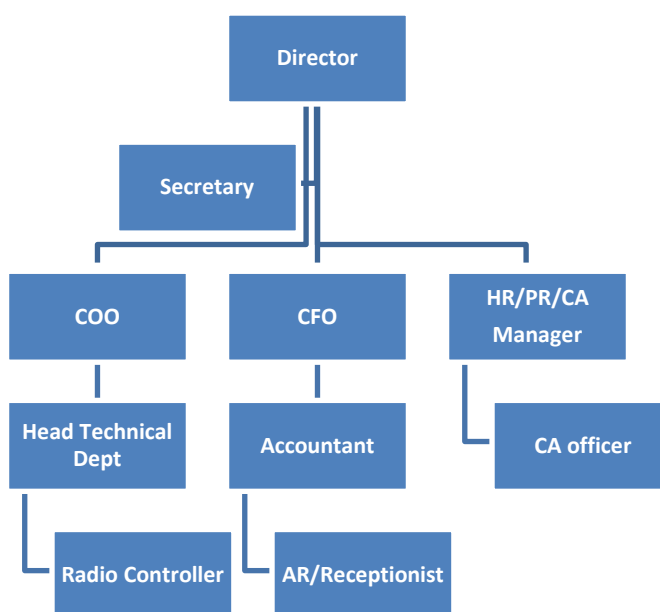 Director
Secretary
COO
CFO
HR/PR/CA
Manager
Head Technical
Dept
Accountant
CA officer
Radio Controller
AR/Receptionist